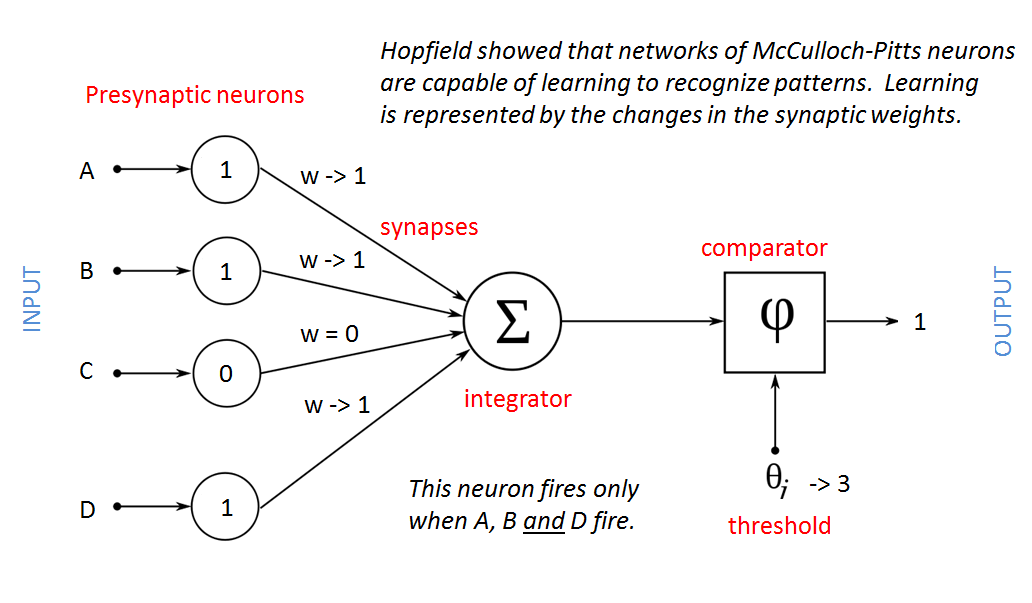 Hopfield showed that networks of McCulloch-Pitts neurons
are capable of learning to recognize patterns.  Learning
is represented by the changes in the synaptic weights.
Presynaptic neurons
A
1
w -> 1
synapses
B
1
w -> 1
comparator
INPUT
Σ
φ
1
OUTPUT
C
0
w = 0
integrator
w -> 1
D
1
This neuron fires only
when A, B and D fire.
θj -> 3
threshold